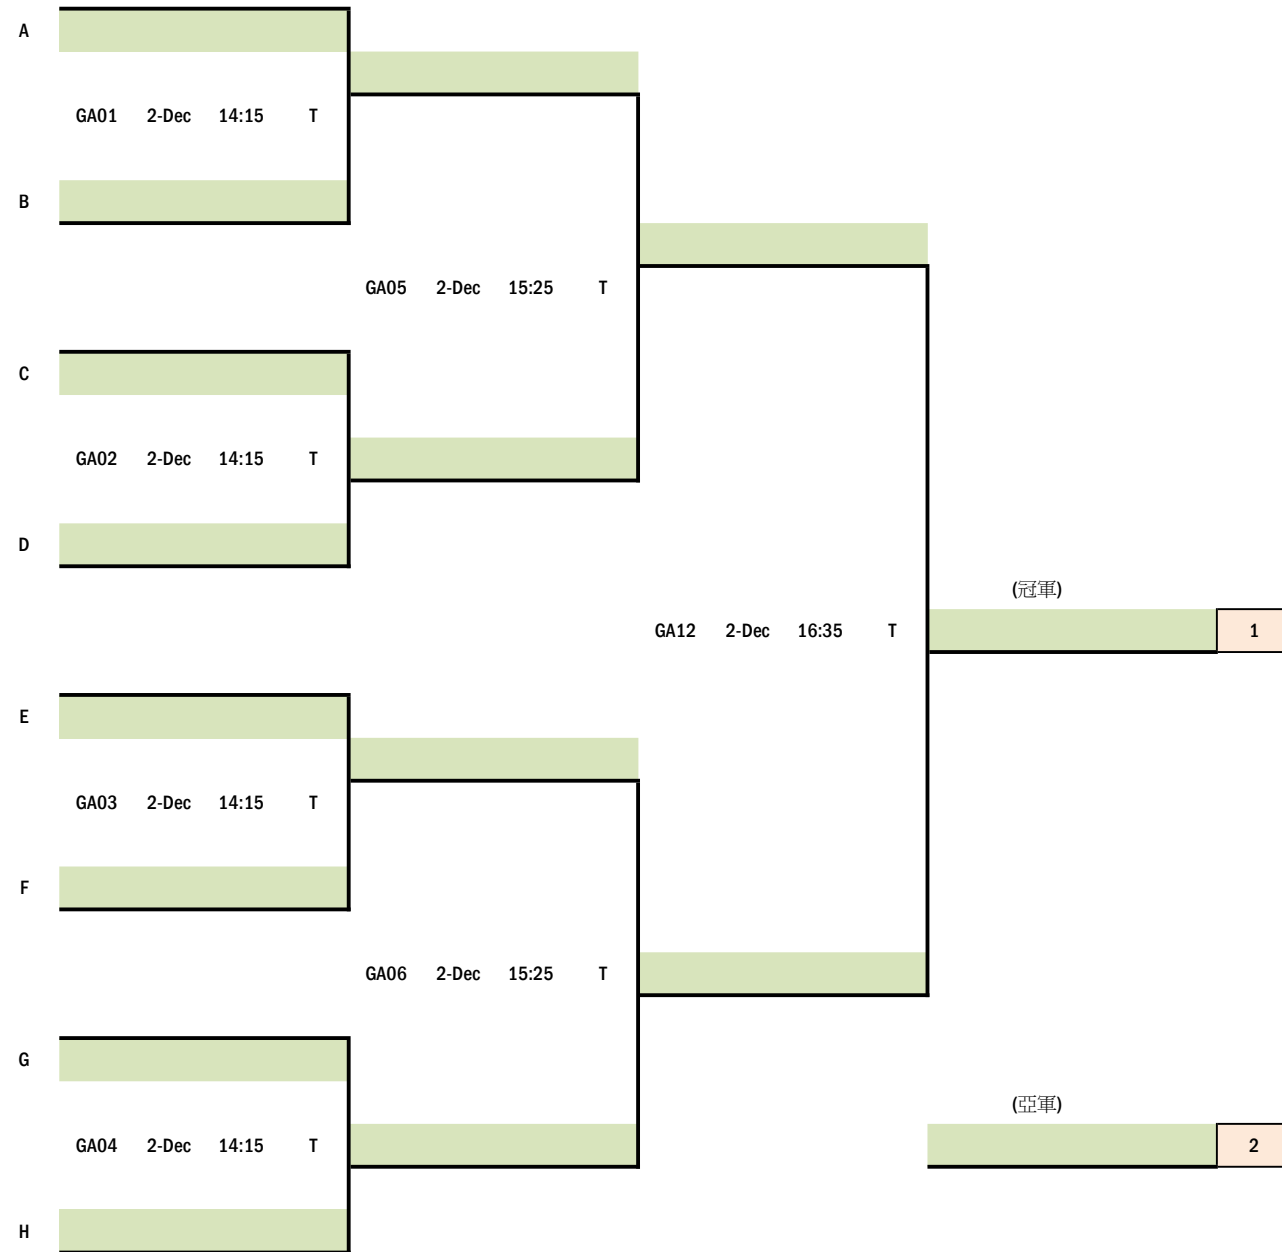 A
GA01 2-Dec 14:15 T
B
GA05 2-Dec 15:25 T
C
GA02 2-Dec 14:15 T
D
(冠軍)
GA12 2-Dec 16:35 T 1
E
GA03 2-Dec 14:15 T
F
GA06 2-Dec 15:25 T
G
(亞軍)
GA04 2-Dec 14:15 T 2
H